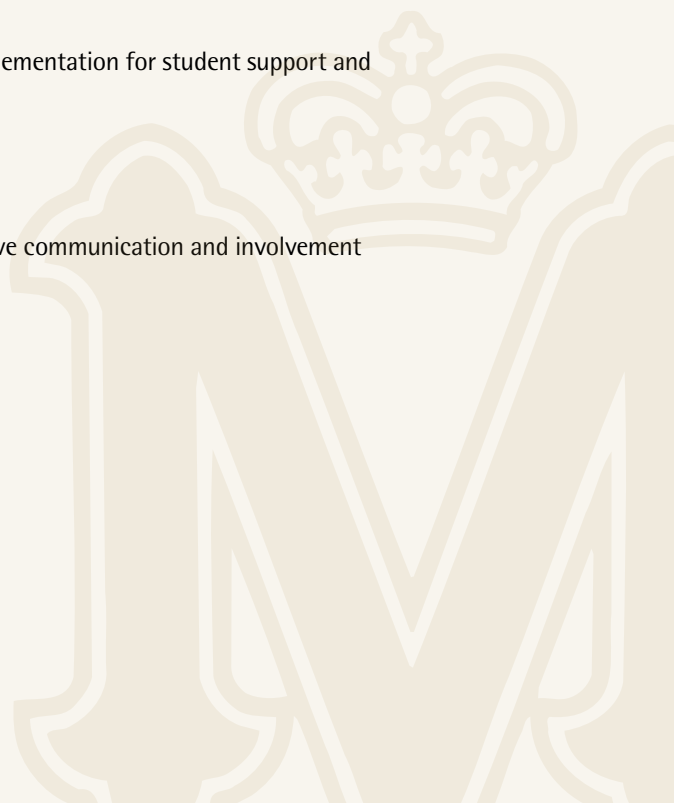 ementation for student support and
ve communication and involvement